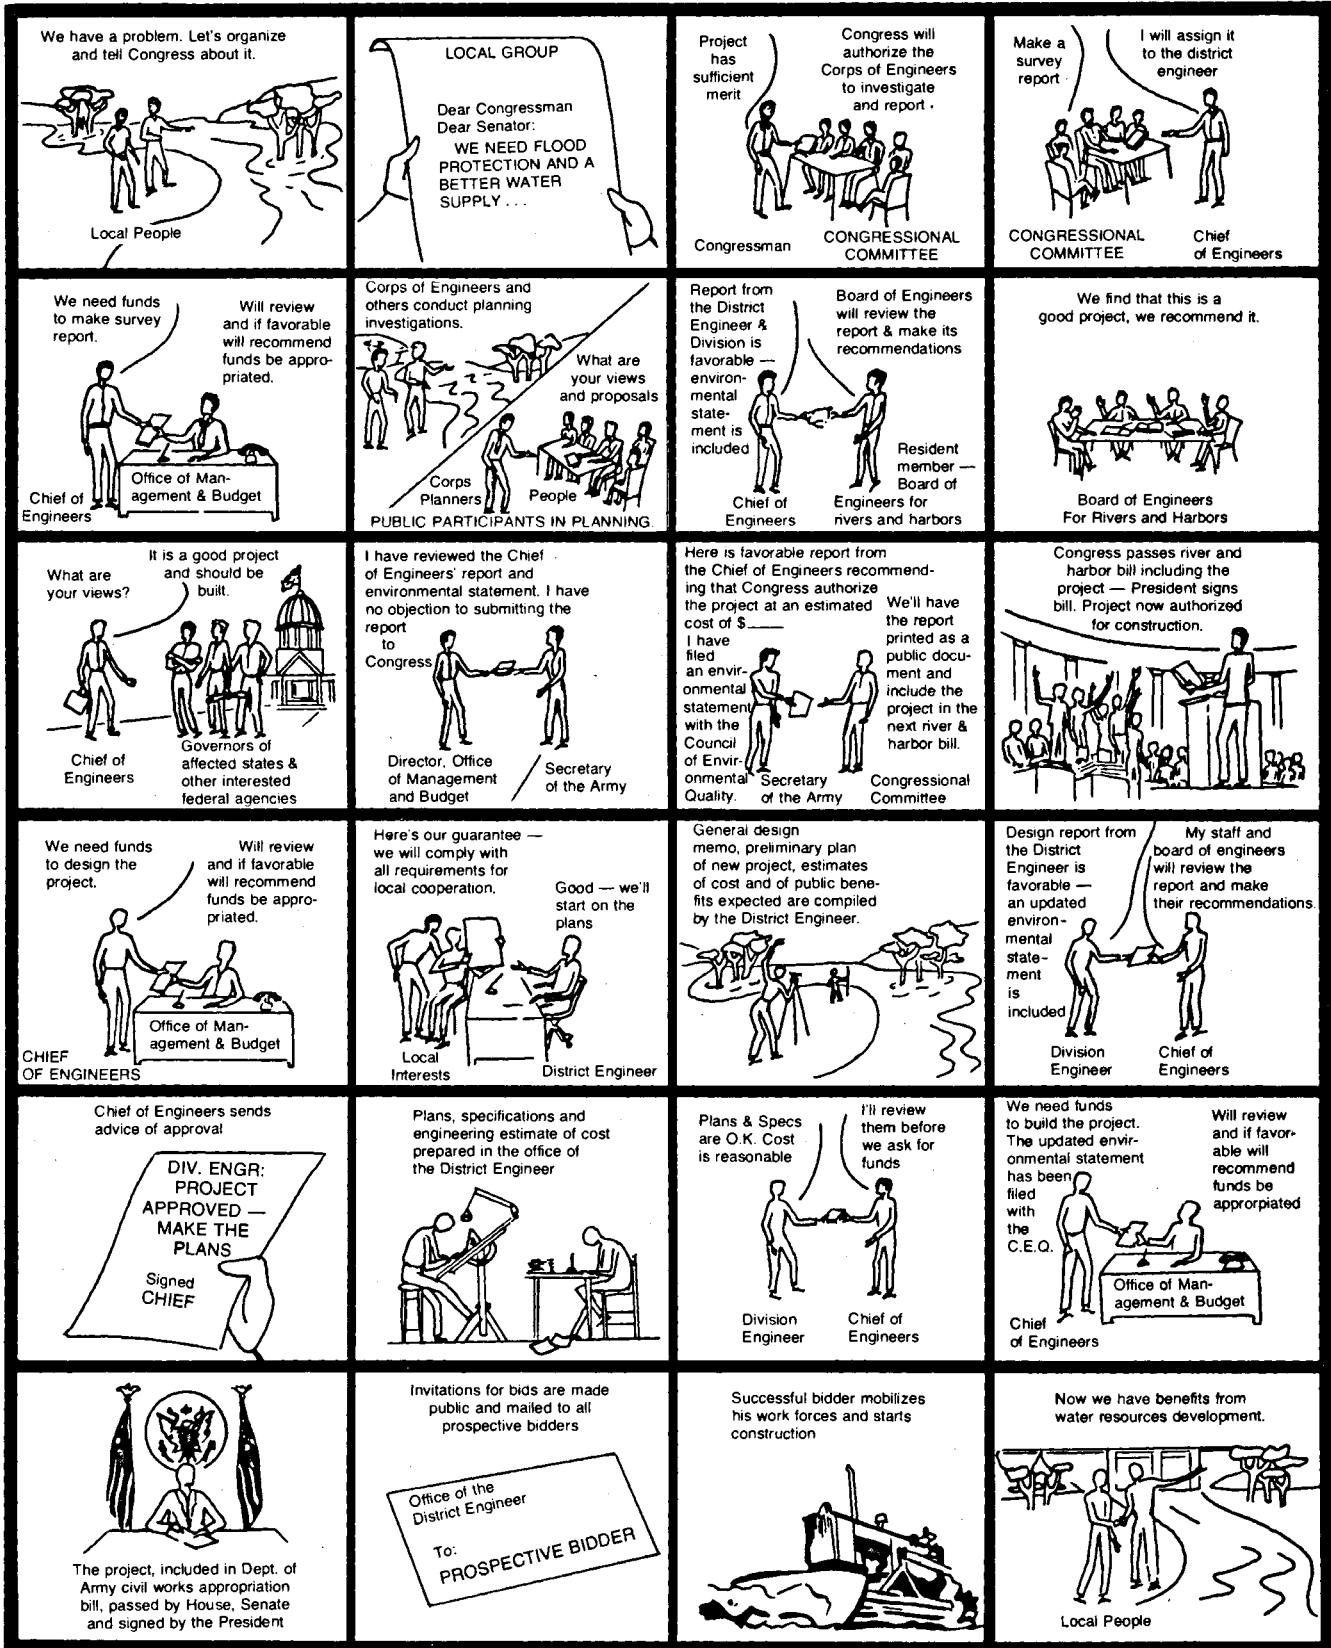 We have a problem. Let's organize
and tell Congress about it.
Local People
LOCAL GROUP
Dear Congressman
Dear Senator:
WE NEED FLOOD
PROTECTION AND A
BETTER WATER
SUPPLY . . .
Project
has
sufficient
merit
Congress will
authorize the
Corps of Engineers
to investigate
and report .
Congressman
CONGRESSIONAL
COMMITTEE
Make a
survey
report
I will assign it
to the district
engineer
CONGRESSIONAL
COMMITTEE
Chief
of Engineers
We need funds
to make survey
report.
Will review
and if favorable
will recommend
funds be appro-
priated.
Office of Man-
agement & Budget
Chief of
Engineers
Corps of Engineers and
others conduct planning
investigations.
What are
your views
and proposals
Corps
Planners
People
PUBLIC PARTICIPANTS IN PLANNING.
Report from
the District
Engineer &
Division is
favorable —
environ-
mental
state-
ment is
included
Board of Engineers
will review the
report & make its
recommendations
Chief of
Engineers
Resident
member —
Board of
Engineers for
rivers and harbors
We find that this is a
good project, we recommend it.
Board of Engineers
For Rivers and Harbors
What are
your views?
It is a good project
and should be
built.
Chief of
Engineers
Governors of
affected states &
other interested
federal agencies
I have reviewed the Chief
of Engineers' report and
environmental statement. I have
no objection to submitting the
report
to
Congress
Director, Office
of Management
and Budget
Secretary
of the Army
Here is favorable report from
the Chief of Engineers recommend-
ing that Congress authorize
the project at an estimated
cost of $____
I have
filed
an envir-
onmental
statement
with the
Council
of Envir-
onmental
Quality.
We'll have
the report
printed as a
public docu-
ment and
include the
project in the
next river &
harbor bill.
Secretary
of the Army
Congressional
Committee
Congress passes river and
harbor bill including the
project — President signs
bill. Project now authorized
for construction.
We need funds
to design the
project.
Will review
and if favorable
will recommend
funds be appro-
priated.
Office of Man-
agement & Budget
CHIEF
OF ENGINEERS
Here's our guarantee —
we will comply with
all requirements for
local cooperation.
Good — we'll
start on the
plans
Local
Interests
District Engineer
General design
memo, preliminary plan
of new project, estimates
of cost and of public bene-
fits expected are compiled
by the District Engineer.
Design report from
the District
Engineer is
favorable —
an updated
environ-
mental
state-
ment
is
included
My staff and
board of engineers
will review the
report and make
their recommendations.
Division
Engineer
Chief of
Engineers
Chief of Engineers sends
advice of approval
DIV. ENGR:
PROJECT
APPROVED —
MAKE THE
PLANS
Signed
CHIEF
Plans, specifications and
engineering estimate of cost
prepared in the office of
the District Engineer
Plans & Specs
are O.K. Cost
is reasonable
I'll review
them before
we ask for
funds
Division
Engineer
Chief of
Engineers
We need funds
to build the project.
The updated envir-
onmental statement
has been
filed
with
the
C.E.Q.
Will review
and if favor-
able will
recommend
funds be
approrpiated
Office of Man-
agement & Budget
Chief
of Engineers
The project, included in Dept. of
Army civil works appropriation
bill, passed by House, Senate
and signed by the President
Invitations for bids are made
public and mailed to all
prospective bidders
Office of the
District Engineer
To:
PROSPECTIVE BIDDER
Successful bidder mobilizes
his work forces and starts
construction
Now we have benefits from
water resources development.
Local People